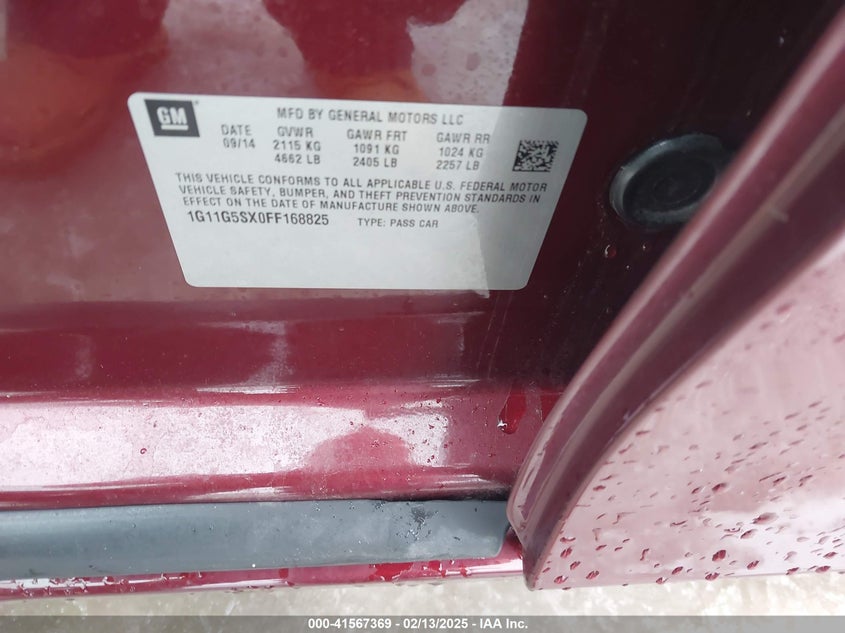 GM
MFD BY GENERAL MOTORS LLC
DATE GVWR GAWR FRT GAWR RR
09/14 2115 KG 1091 KG 1024 KG
4662 LB 2405 LB 2257 LB
THIS VEHICLE CONFORMS TO ALL APPLICABLE U.S. FEDERAL MOTOR
VEHICLE SAFETY, BUMPER, AND THEFT PREVENTION STANDARDS IN
EFFECT ON THE DATE OF MANUFACTURE SHOWN ABOVE.
1G11G5SX0FF168825 TYPE: PASS CAR
000-41567369 - 02/13/2025 - IAA Inc.